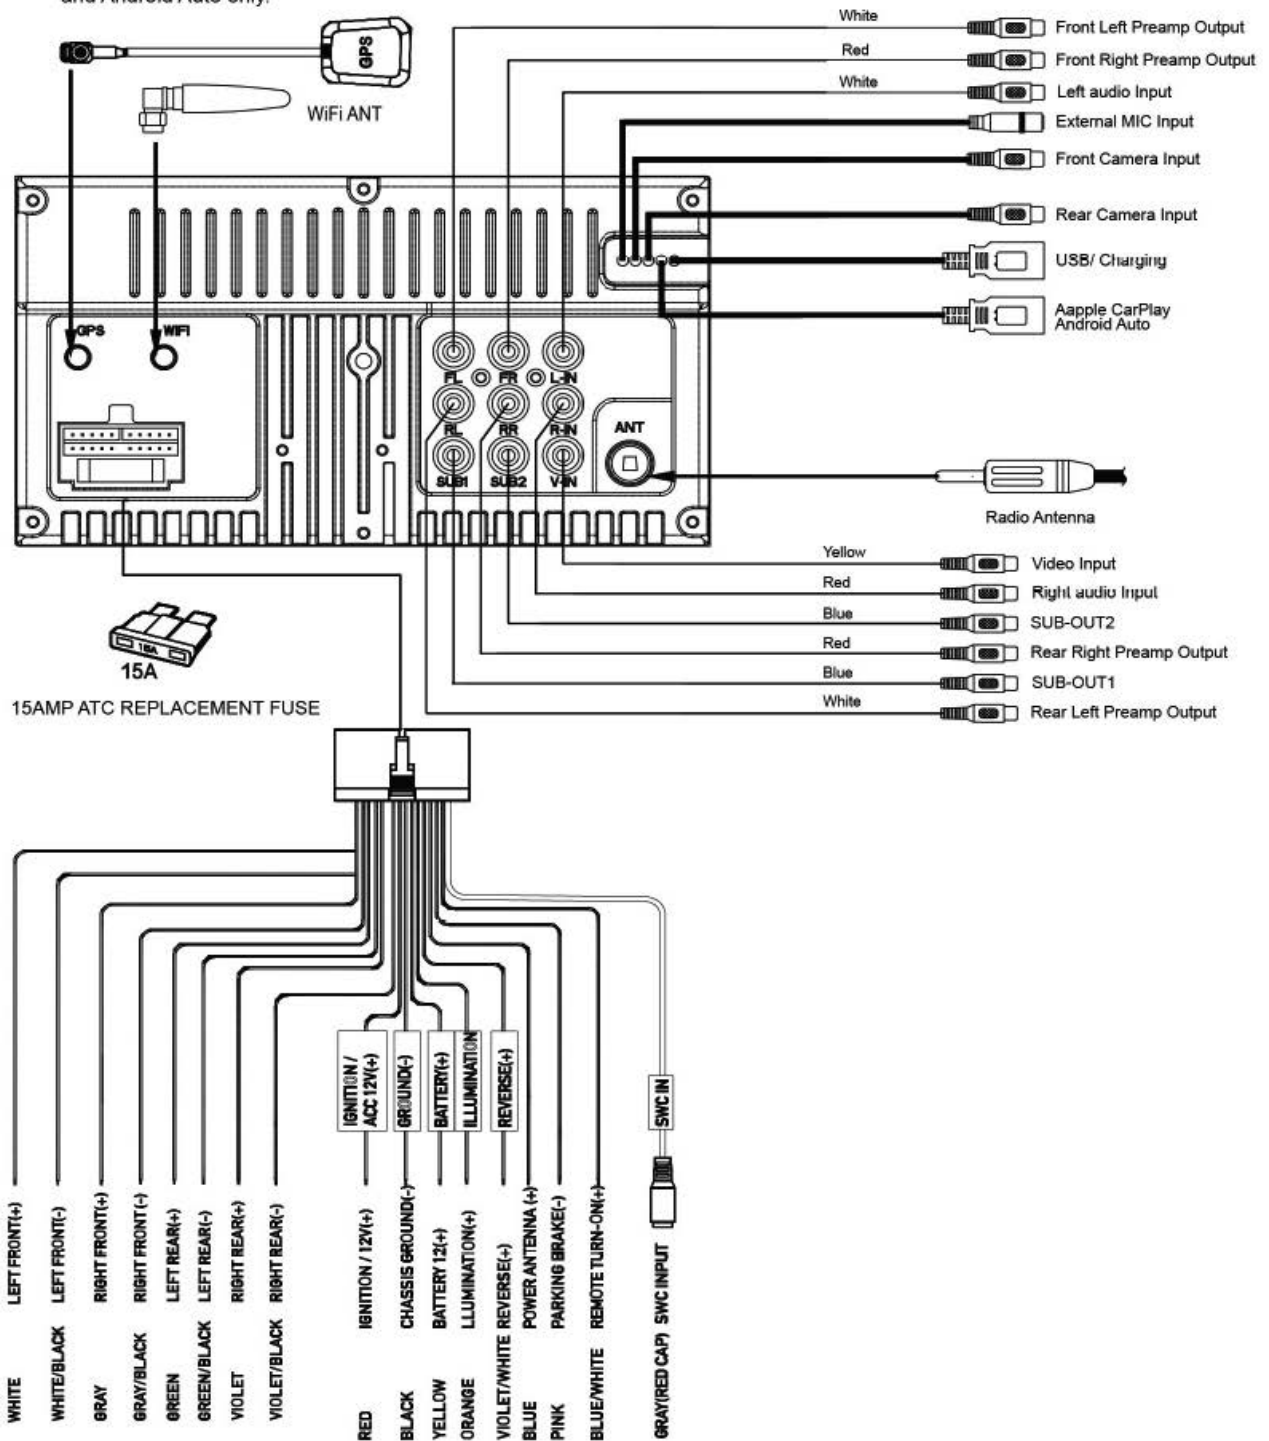 and Android Auto only.
GPS
WiFi ANT
White
Front Left Preamp Output
Red
Front Right Preamp Output
White
Left audio Input
External MIC Input
Front Camera Input
Rear Camera Input
USB/ Charging
Aapple CarPlay
Android Auto
GPS
WIFI
FL
FR
L-IN
RL
RR
R-IN
ANT
SUB1
SUB2
V-IN
Radio Antenna
Yellow
Video Input
Red
Right audio Input
Blue
SUB-OUT2
Red
Rear Right Preamp Output
Blue
SUB-OUT1
White
Rear Left Preamp Output
15A
15A
15AMP ATC REPLACEMENT FUSE
IGNITION /
ACC 12V(+)
GROUND(-)
BATTERY(+)
ILLUMINATION
REVERSE(+)
SWC IN
WHITE LEFT FRONT(+)
WHITE/BLACK LEFT FRONT(-)
GRAY RIGHT FRONT(+)
GRAY/BLACK RIGHT FRONT(-)
GREEN LEFT REAR(+)
GREEN/BLACK LEFT REAR(-)
VIOLET RIGHT REAR(+)
VIOLET/BLACK RIGHT REAR(-)
RED IGNITION / 12V(+)
BLACK CHASSIS GROUND(-)
YELLOW BATTERY 12(+)
ORANGE LLUMINATION(+)
VIOLET/WHITE REVERSE(+)
BLUE POWER ANTENNA (+)
PINK PARKING BRAKE(-)
BLUE/WHITE REMOTE TURN-ON(+)
GRAY(RED CAP) SWC INPUT